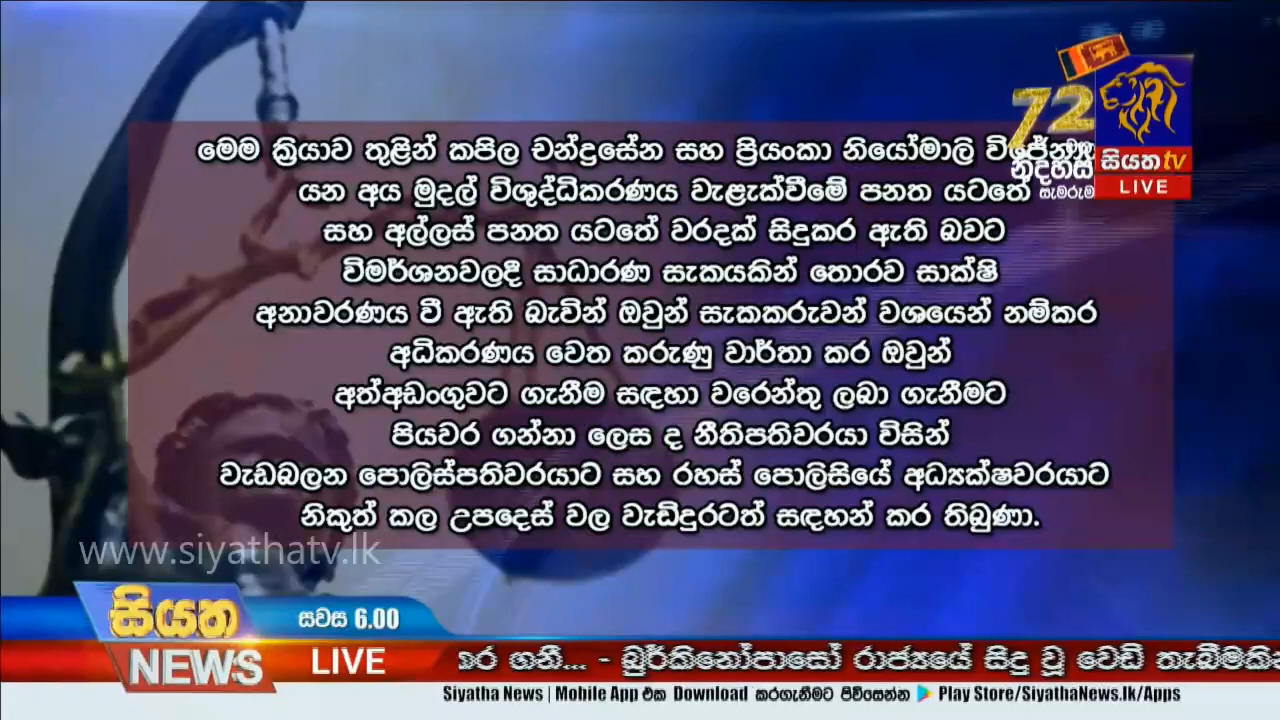 72
නිදහස්
සැමරුම
සියත tv
LIVE
මෙම ක්‍රියාව තුළින් කපිල චන්ද්‍රසේන සහ ප්‍රියංකා නියෝමාලි
යන අය මුදල් විශුද්ධිකරණය වැළැක්වීමේ පනත යටතේ
සහ අල්ලස් පනත යටතේ වරදක් සිදුකර ඇති බවට
විමර්ශනවලදී සාධාරණ සැකයකින් තොරව සාක්ෂි
අනාවරණය වී ඇති බැවින් ඔවුන් සැකකරුවන් වශයෙන් නම්කර
අධිකරණය වෙත කරුණු වාර්තා කර ඔවුන්
අත්අඩංගුවට ගැනීම සඳහා වරෙන්තු ලබා ගැනීමට
පියවර ගන්නා ලෙස ද නීතිපතිවරයා විසින්
වැඩබලන පොලිස්පතිවරයාට සහ රහස් පොලිසියේ අධ්‍යක්ෂවරයාට
නිකුත් කල උපදෙස් වල වැඩිදුරටත් සඳහන් කර තිබුණා.
www.siyathatv.lk
සියත NEWS
සවස 6.00
LIVE
ගනී... - බුර්කිනෝපාසෝ රාජ්‍යයේ සිදු වූ වෙඩි තැබීමකින්
Siyatha News | Mobile App එක Download කරගැනීමට පිවිසෙන්න Play Store/SiyathaNews.lk/Apps